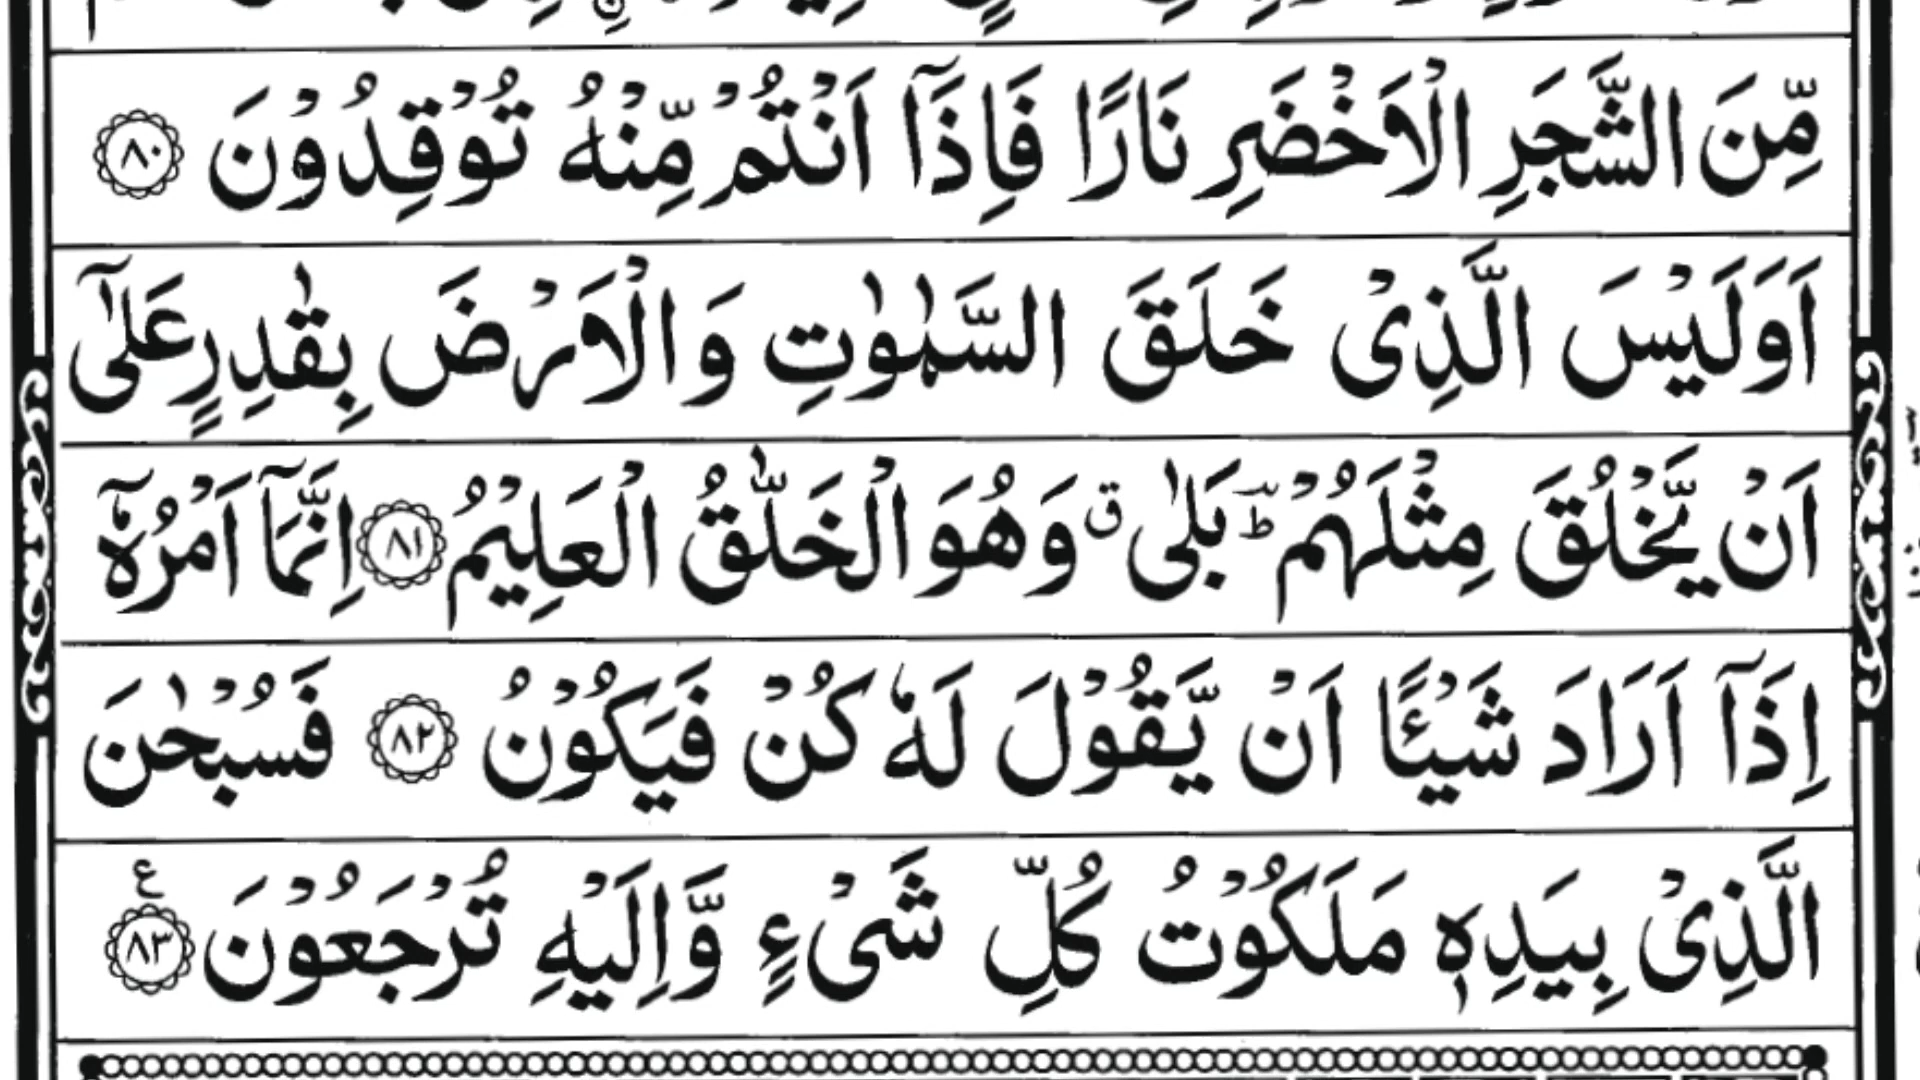 مِّنَ الشَّجَرِ الْاَخْضَرِ نَارًا فَاِذَاۤ اَنْتُمْ مِّنْهُ تُوْقِدُوْنَ ﴿۸۰﴾
اَوَلَيْسَ الَّذِىْ خَلَقَ السَّمٰوٰتِ وَالْاَرْضَ بِقٰدِرٍ عَلٰۤى
اَنْ يَّخْلُقَ مِثْلَهُمْ ؕ بَلٰى ق وَهُوَ الْخَلّٰقُ الْعَلِيْمُ ﴿۸۱﴾ اِنَّمَاۤ اَمْرُهٗۤ
اِذَاۤ اَرَادَ شَيْئًا اَنْ يَّقُوْلَ لَهٗ كُنْ فَيَكُوْنُ ﴿۸۲﴾ فَسُبْحٰنَ
الَّذِىْ بِيَدِهٖ مَلَكُوْتُ كُلِّ شَىْءٍ وَّاِلَيْهِ تُرْجَعُوْنَ ﴿۸۳﴾ ع